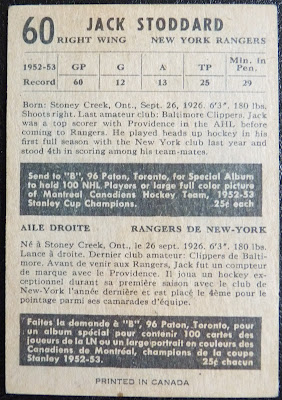 60 JACK STODDARD
RIGHT WING NEW YORK RANGERS
1952-53 GP G A TP Min. In Pen.
Record 60 12 13 25 29
Born: Stoney Creek, Ont., Sept. 26, 1926. 6'3". 180 lbs.
Shoots right. Last amateur club: Baltimore Clippers. Jack
was a top scorer with Providence in the AHL before
coming to Rangers. He played heads up hockey in his
first full season with the New York club last year and
stood 4th in scoring among his team-mates.
Send to "B", 96 Paton, Toronto, for Special Album
to hold 100 NHL Players or large full color picture
of Montréal Canadiens Hockey Team, 1952-53
Stanley Cup Champions. 25¢ each
AILE DROITE RANGERS DE NEW-YORK
Né à Stoney Creek, Ont., le 26 sept. 1926. 6'3". 180 lbs.
Lance à droite. Dernier club amateur: Clippers de Balti-
more. Avant de venir aux Rangers, Jack fut un compteur
de marque avec le Providence. Il joua un hockey ex-
ceptionnel durant sa première saison avec le club de
New-York l'année dernière et est placé le 4ème pour le
pointage parmi ses camarades d'équipe.
Faites la demande à "B", 96 Paton, Toronto, pour
un album spécial pour contenir 100 cartes des
joueurs de la LN ou un large portrait en couleurs des
Canadiens de Montréal, champions de la coupe
Stanley 1952-53. 25¢ chacun
PRINTED IN CANADA